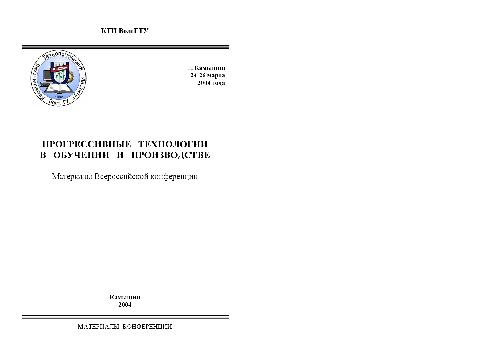 КТИ ВолгГТУ
г. Камышин
24-26 марта
2004 года
ПРОГРЕССИВНЫЕ ТЕХНОЛОГИИ
В ОБУЧЕНИИ И ПРОИЗВОДСТВЕ
Материалы Всероссийской конференции
Камышин
2004
МАТЕРИАЛЫ КОНФЕРЕНЦИИ